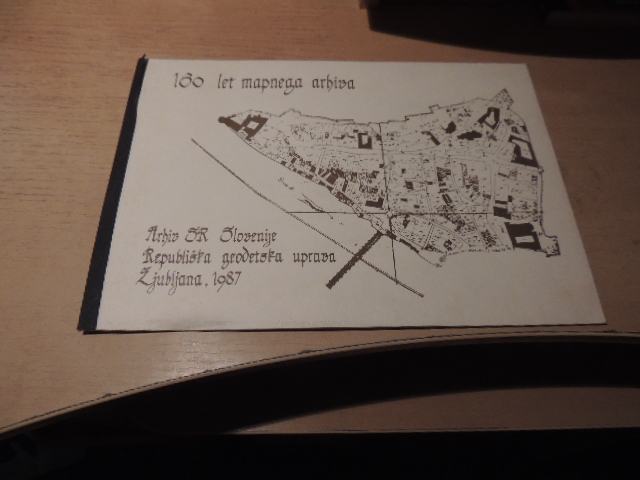 160 let mapnega arhiva
Arhiv SR Slovenije
Republiška geodetska uprava
Ljubljana, 1987